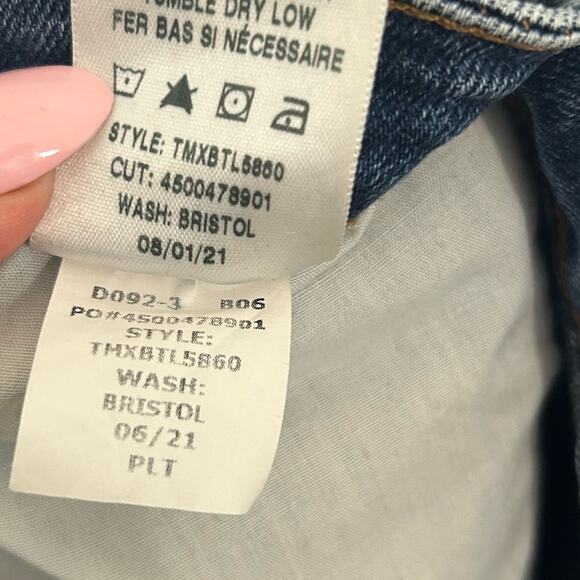 TUMBLE DRY LOW
FER BAS SI NÉCESSAIRE
STYLE: TMXBTL5860
CUT: 4500478901
WASH: BRISTOL
08/01/21
D092-3 B06
PO#4500478901
STYLE:
TMXBTL5860
WASH:
BRISTOL
06/21
PLT